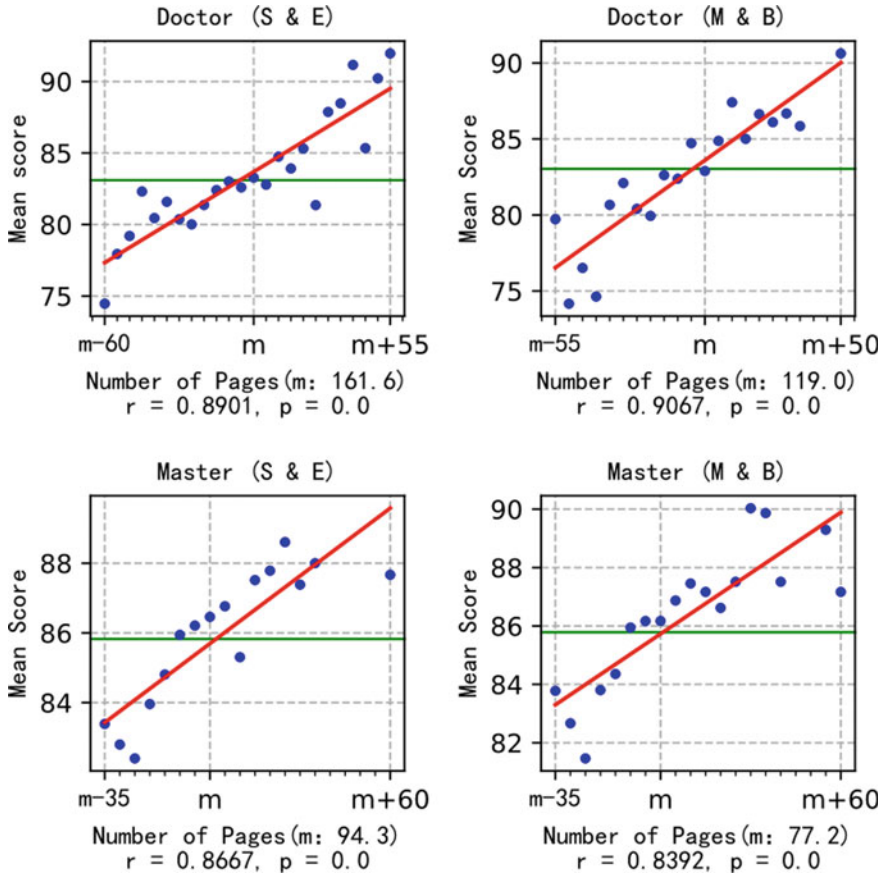 Doctor (S & E)
Mean score
90
85
80
75
m-60
m
m+55
Number of Pages(m: 161.6)
r = 0.8901, p = 0.0
Doctor (M & B)
Mean Score
90
85
80
75
m-55
m
m+50
Number of Pages(m: 119.0)
r = 0.9067, p = 0.0
Master (S & E)
Mean Score
88
86
84
m-35
m
m+60
Number of Pages(m: 94.3)
r = 0.8667, p = 0.0
Master (M & B)
Mean Score
90
88
86
84
82
m-35
m
m+60
Number of Pages(m: 77.2)
r = 0.8392, p = 0.0